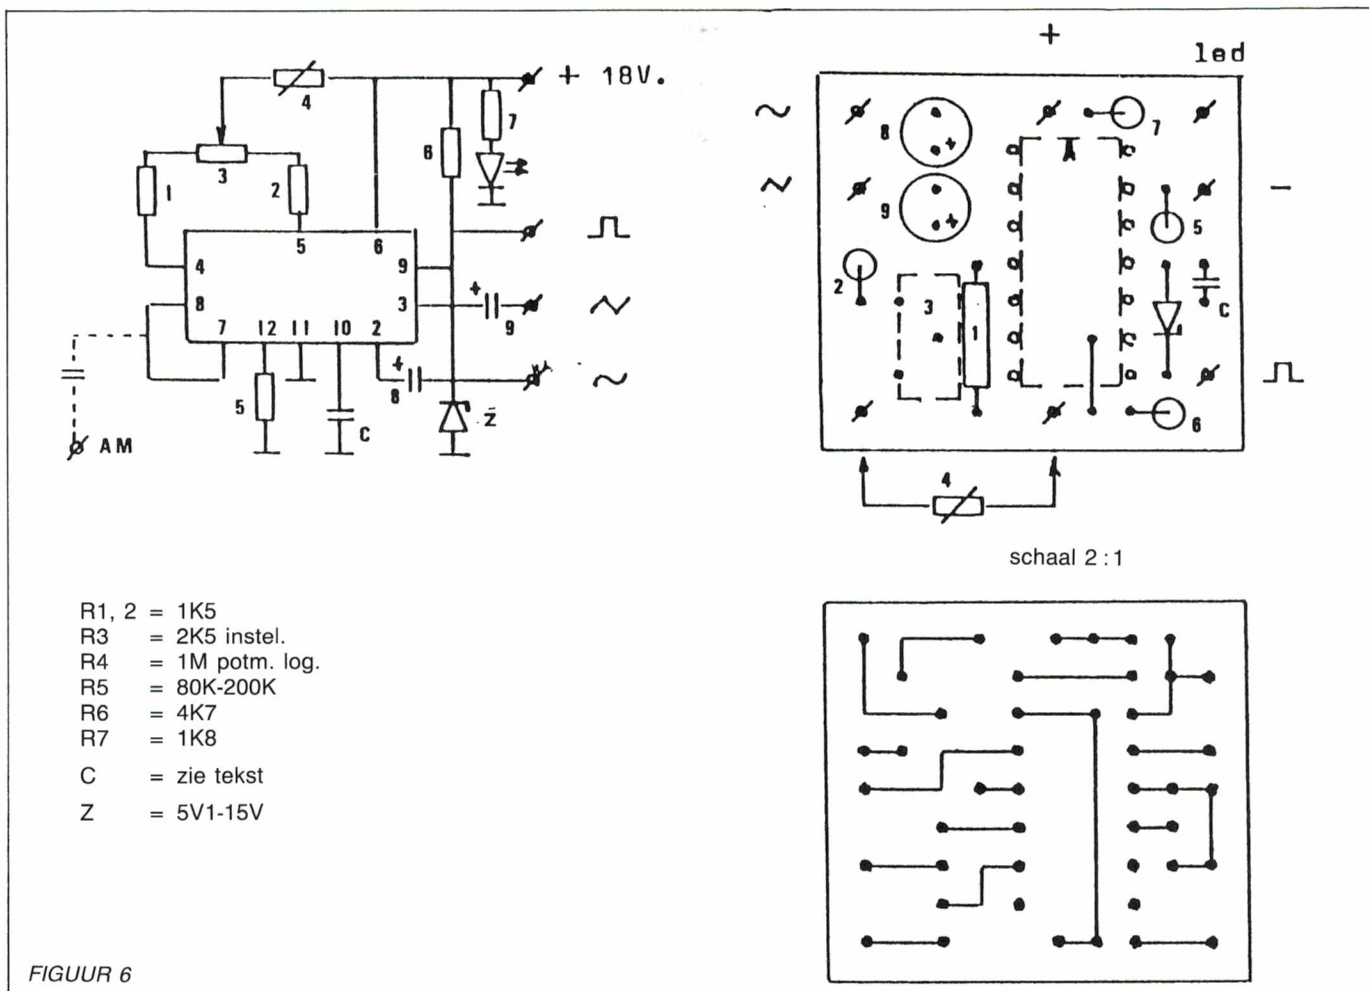 + 18V.
4
7
6
3
1
2
5
6
4
9
8
3
7
12
11
10
2
+
9
+
8
5
C
Z
AM
+
led
8
+
7
A
9
+
5
–
2
3
1
C
6
4
schaal 2 : 1
R1, 2 = 1K5
R3 = 2K5 instel.
R4 = 1M potm. log.
R5 = 80K-200K
R6 = 4K7
R7 = 1K8
C = zie tekst
Z = 5V1-15V
FIGUUR 6